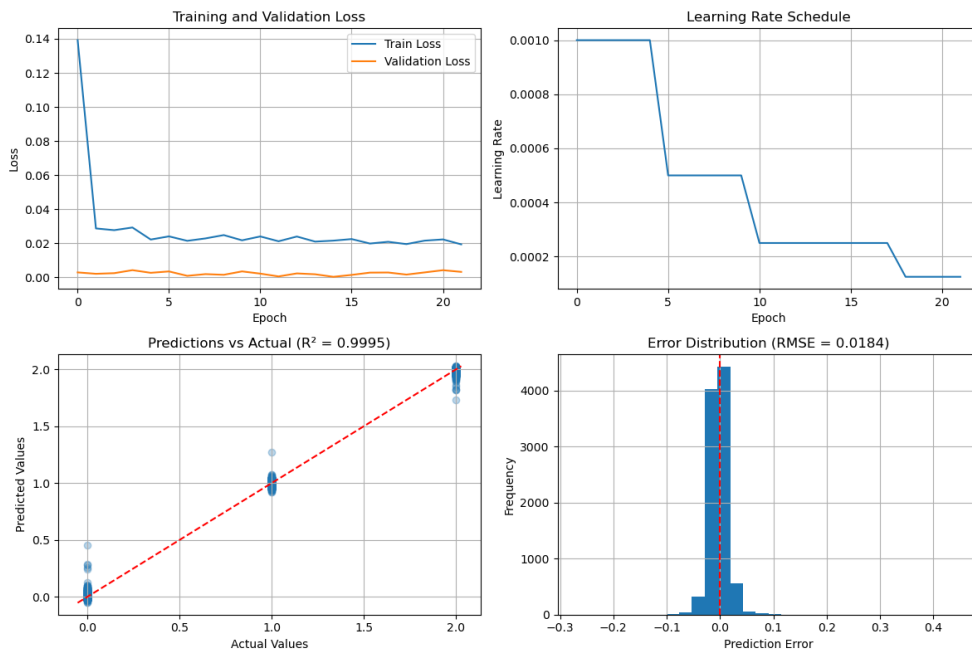 Training and Validation Loss
0.14
0.12
0.10
0.08
0.06
0.04
0.02
0.00
Loss
Train Loss
Validation Loss
0 5 10 15 20
Epoch
Learning Rate Schedule
0.0010
0.0008
0.0006
0.0004
0.0002
Learning Rate
0 5 10 15 20
Epoch
Predictions vs Actual (R² = 0.9995)
2.0
1.5
1.0
0.5
0.0
Predicted Values
0.0 0.5 1.0 1.5 2.0
Actual Values
Error Distribution (RMSE = 0.0184)
4000
3000
2000
1000
0
Frequency
-0.3 -0.2 -0.1 0.0 0.1 0.2 0.3 0.4
Prediction Error